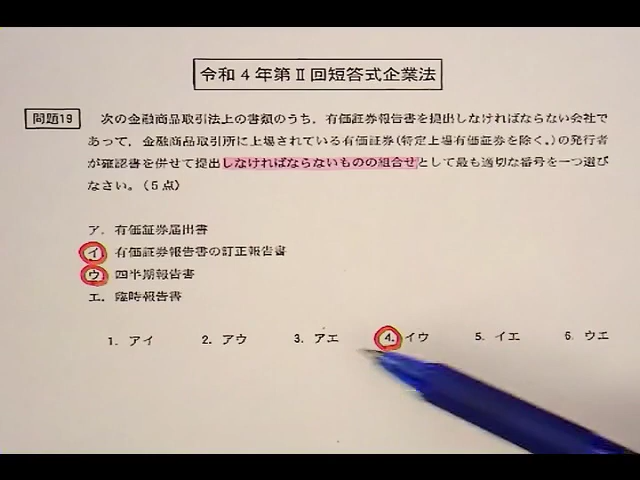 令和4年第Ⅱ回短答式企業法
問題19 次の金融商品取引法上の書類のうち，有価証券報告書を提出しなければならない会社で
あって，金融商品取引所に上場されている有価証券(特定上場有価証券を除く。)の発行者
が確認書を併せて提出しなければならないものの組合せとして最も適切な番号を一つ選び
なさい。(5点)
ア．有価証券届出書
イ．有価証券報告書の訂正報告書
ウ．四半期報告書
エ．臨時報告書
1．アイ 2．アウ 3．アエ 4．イウ 5．イエ 6．ウエ